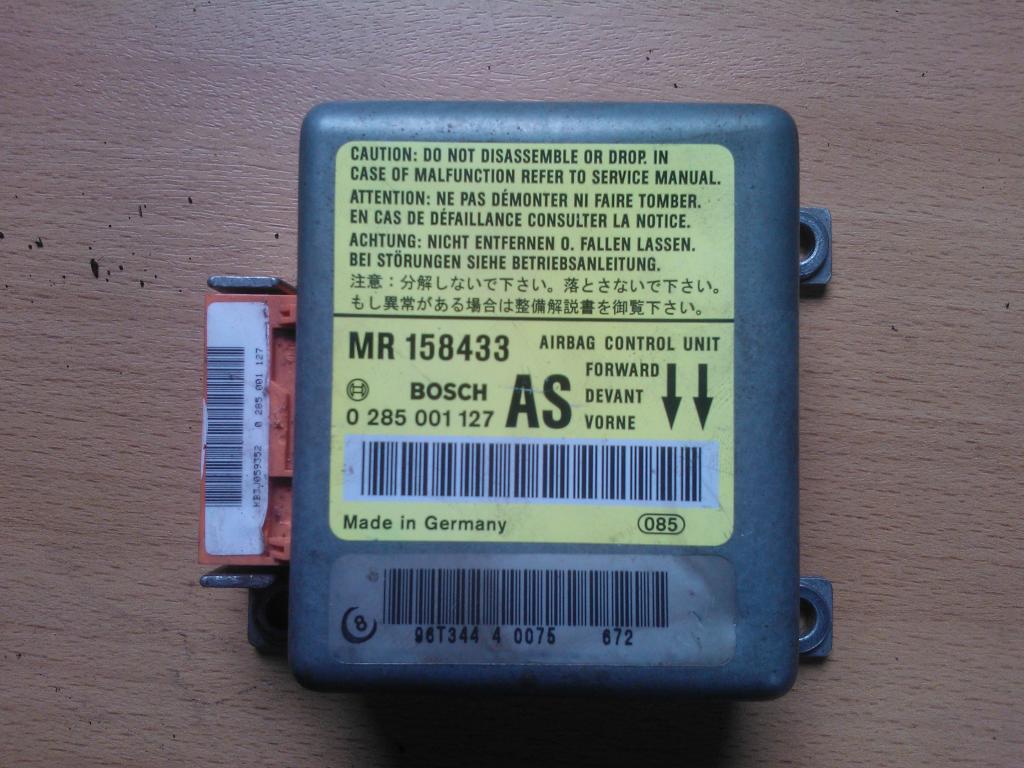 CAUTION: DO NOT DISASSEMBLE OR DROP. IN
CASE OF MALFUNCTION REFER TO SERVICE MANUAL.
ATTENTION: NE PAS DÉMONTER NI FAIRE TOMBER.
EN CAS DE DÉFAILLANCE CONSULTER LA NOTICE.
ACHTUNG: NICHT ENTFERNEN O. FALLEN LASSEN.
BEI STÖRUNGEN SIEHE BETRIEBSANLEITUNG.
注意：分解しないで下さい。落とさないで下さい。
もし異常がある場合は整備解説書を御覧下さい。
MR 158433 AIRBAG CONTROL UNIT
BOSCH
0 285 001 127
AS
FORWARD
DEVANT
VORNE
Made in Germany 085
8
96T344 4 0075 672
0 285 001 127